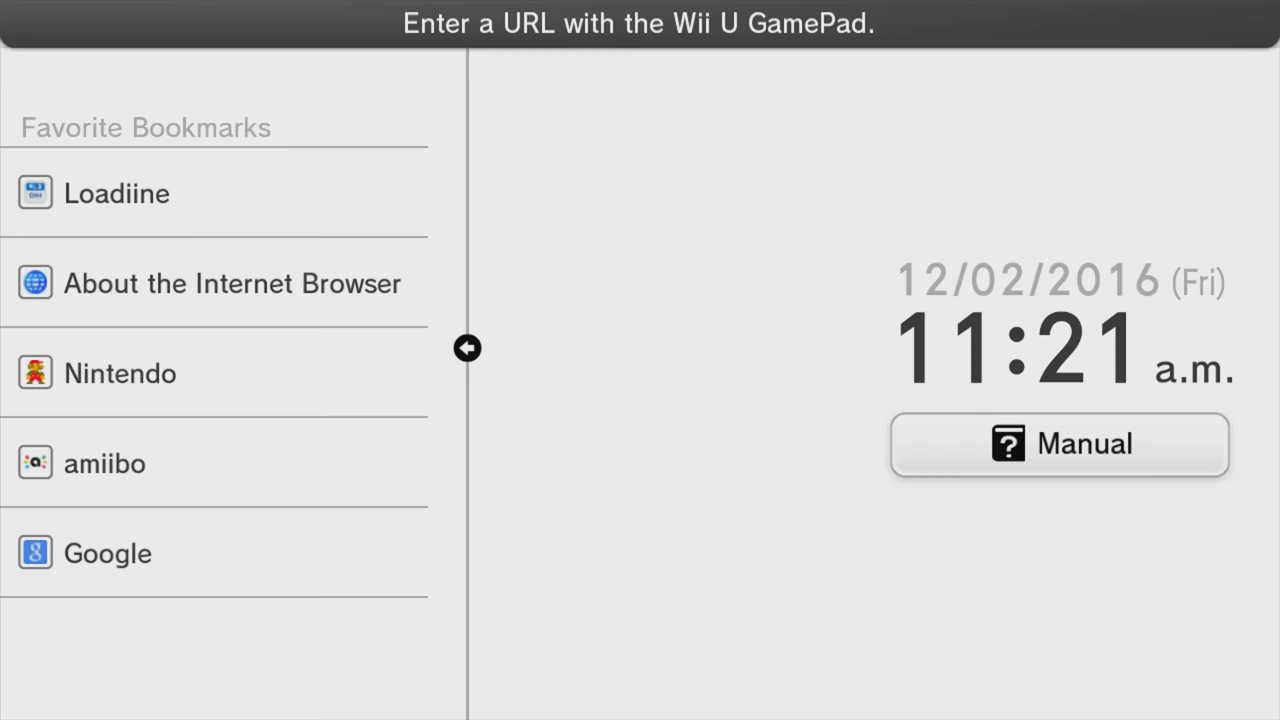 Enter a URL with the Wii U GamePad.
Favorite Bookmarks
Loadiine
About the Internet Browser
Nintendo
amiibo
Google
12/02/2016 (Fri)
11:21 a.m.
Manual